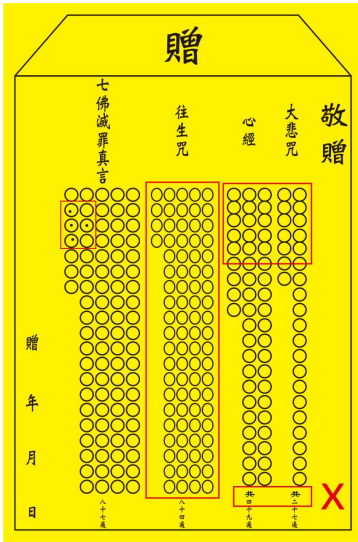 贈
敬贈
大悲咒
共二十七遍
心經
共四十九遍
往生咒
八十四遍
七佛滅罪真言
八十七遍
贈 年 月 日
X